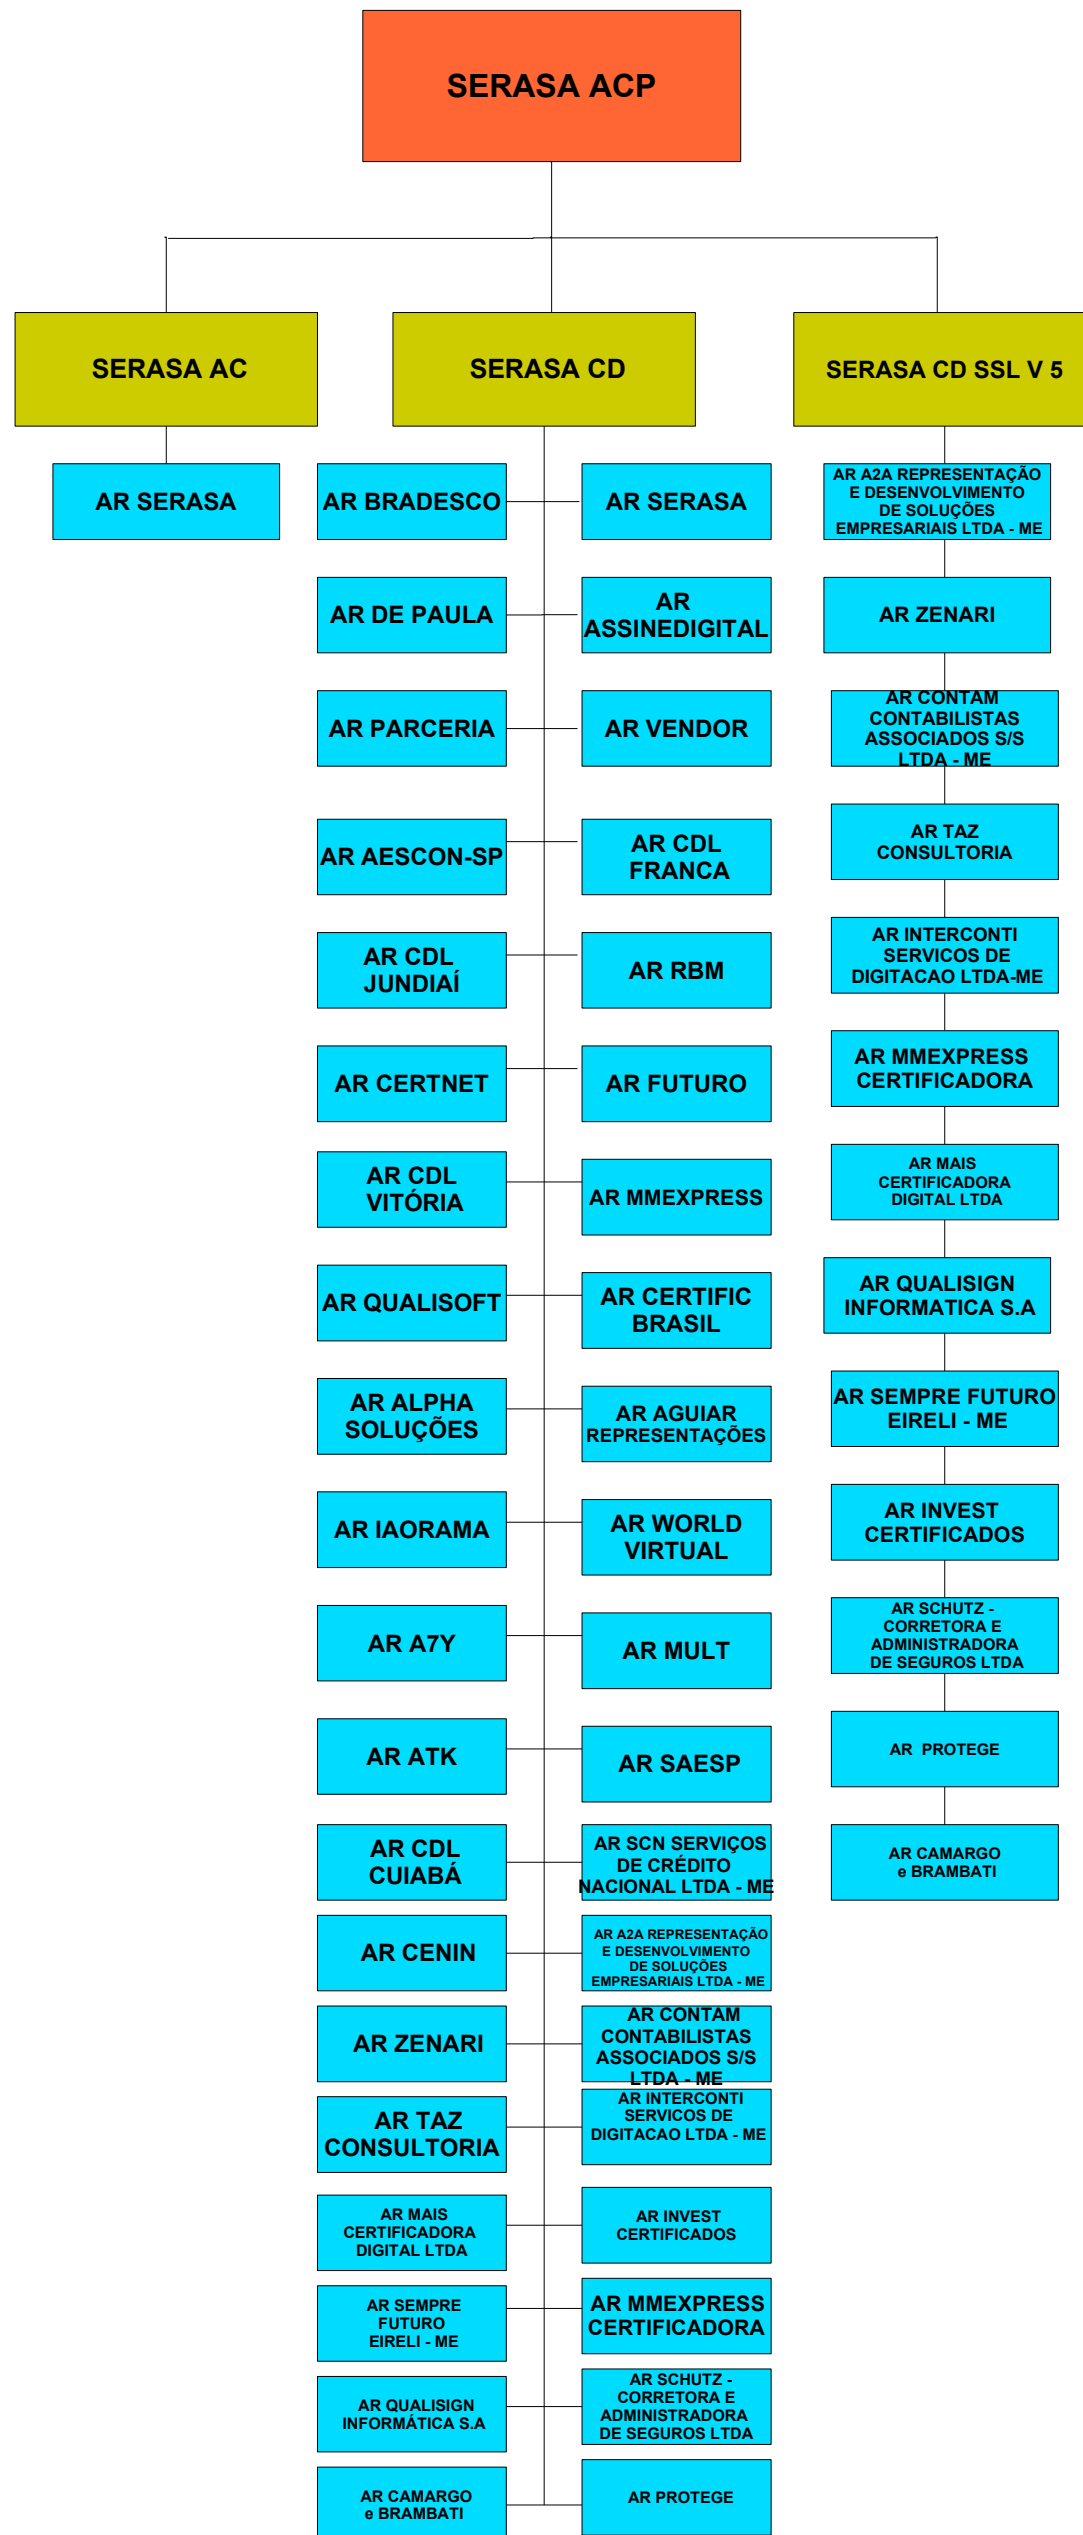 SERASA ACP
SERASA AC
SERASA CD
SERASA CD SSL V 5
AR SERASA
AR BRADESCO
AR SERASA
AR DE PAULA
AR
ASSINEDIGITAL
AR PARCERIA
AR VENDOR
AR AESCON-SP
AR CDL
FRANCA
AR CDL
JUNDIAÍ
AR RBM
AR CERTNET
AR FUTURO
AR CDL
VITÓRIA
AR MMEXPRESS
AR QUALISOFT
AR CERTIFIC
BRASIL
AR ALPHA
SOLUÇÕES
AR AGUIAR
REPRESENTAÇÕES
AR IAORAMA
AR WORLD
VIRTUAL
AR A7Y
AR MULT
AR ATK
AR SAESP
AR CDL
CUIABÁ
AR SCN SERVIÇOS
DE CRÉDITO
NACIONAL LTDA - ME
AR CENIN
AR A2A REPRESENTAÇÃO
E DESENVOLVIMENTO
DE SOLUÇÕES
EMPRESARIAIS LTDA - ME
AR ZENARI
AR CONTAM
CONTABILISTAS
ASSOCIADOS S/S
LTDA - ME
AR TAZ
CONSULTORIA
AR INTERCONTI
SERVICOS DE
DIGITACAO LTDA - ME
AR MAIS
CERTIFICADORA
DIGITAL LTDA
AR INVEST
CERTIFICADOS
AR SEMPRE
FUTURO
EIRELI - ME
AR MMEXPRESS
CERTIFICADORA
AR QUALISIGN
INFORMÁTICA S.A
AR SCHUTZ -
CORRETORA E
ADMINISTRADORA
DE SEGUROS LTDA
AR CAMARGO
e BRAMBATI
AR PROTEGE
AR A2A REPRESENTAÇÃO
E DESENVOLVIMENTO
DE SOLUÇÕES
EMPRESARIAIS LTDA - ME
AR ZENARI
AR CONTAM
CONTABILISTAS
ASSOCIADOS S/S
LTDA - ME
AR TAZ
CONSULTORIA
AR INTERCONTI
SERVICOS DE
DIGITACAO LTDA-ME
AR MMEXPRESS
CERTIFICADORA
AR MAIS
CERTIFICADORA
DIGITAL LTDA
AR QUALISIGN
INFORMATICA S.A
AR SEMPRE FUTURO
EIRELI - ME
AR INVEST
CERTIFICADOS
AR SCHUTZ -
CORRETORA E
ADMINISTRADORA
DE SEGUROS LTDA
AR PROTEGE
AR CAMARGO
e BRAMBATI